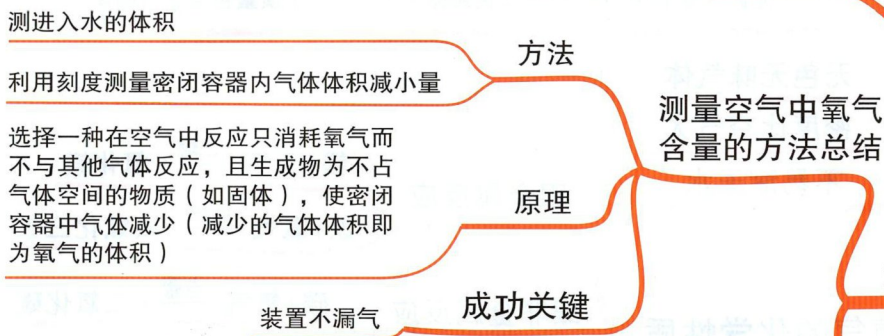 测进入水的体积
方法
利用刻度测量密闭容器内气体体积减小量
测量空气中氧气
含量的方法总结
选择一种在空气中反应只消耗氧气而
不与其他气体反应，且生成物为不占
气体空间的物质（如固体），使密闭
容器中气体减少（减少的气体体积即
为氧气的体积）
原理
成功关键
装置不漏气